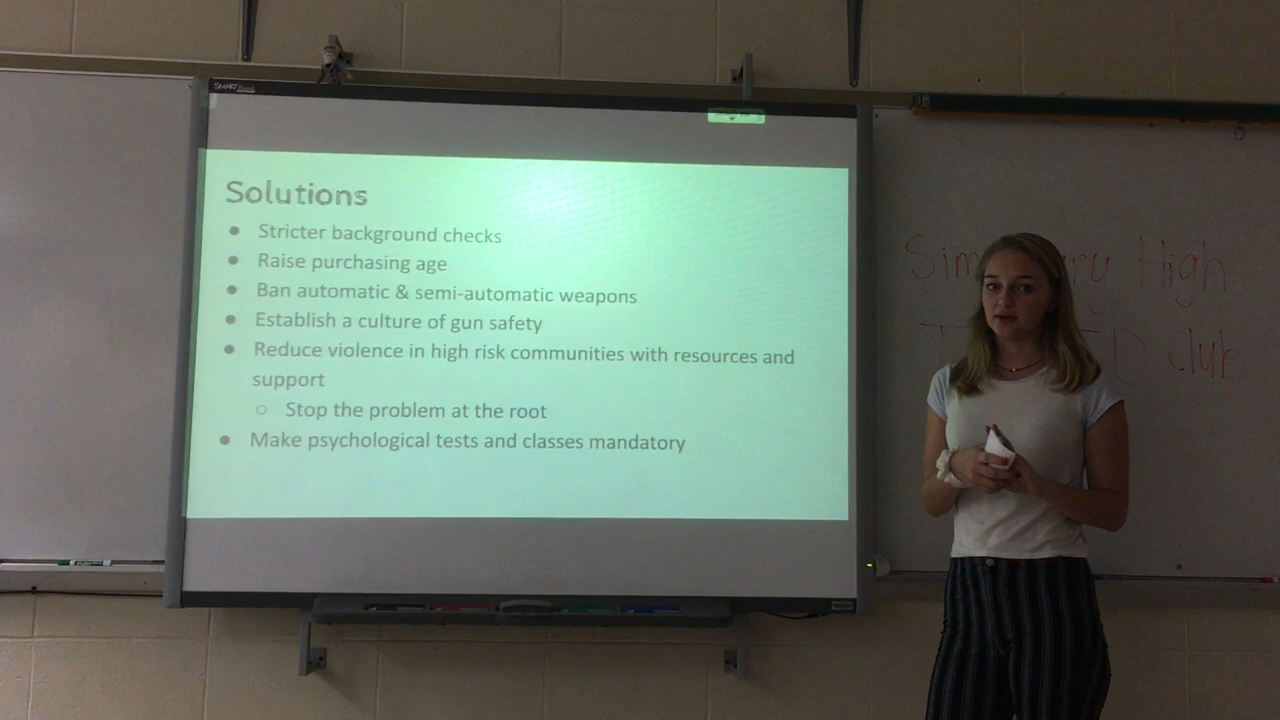 SMART
Solutions
● Stricter background checks
● Raise purchasing age
● Ban automatic & semi-automatic weapons
● Establish a culture of gun safety
● Reduce violence in high risk communities with resources and
support
○ Stop the problem at the root
● Make psychological tests and classes mandatory
High
Club